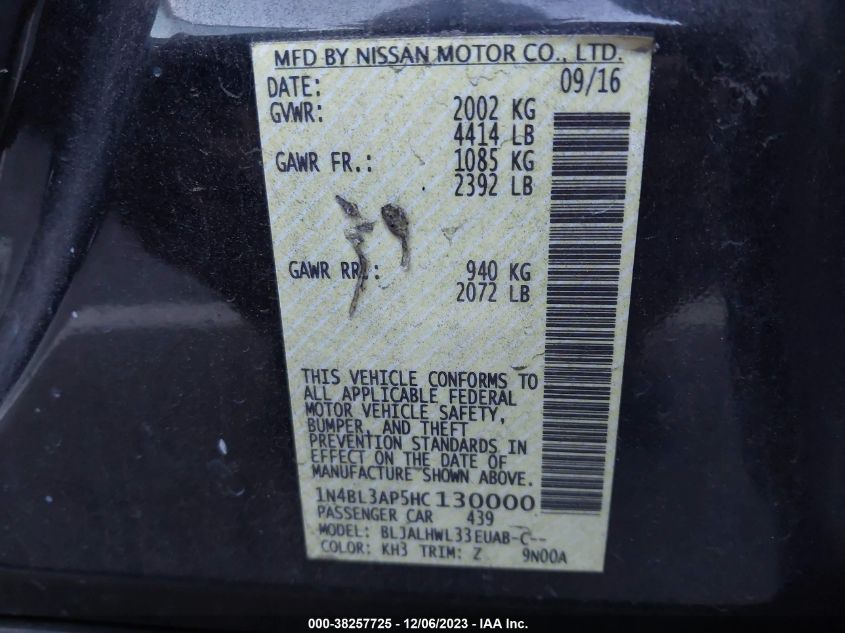 MFD BY NISSAN MOTOR CO., LTD.
DATE: 09/16
GVWR: 2002 KG
4414 LB
GAWR FR.: 1085 KG
2392 LB
GAWR RR.: 940 KG
2072 LB
THIS VEHICLE CONFORMS TO
ALL APPLICABLE FEDERAL
MOTOR VEHICLE SAFETY,
BUMPER, AND THEFT
PREVENTION STANDARDS IN
EFFECT ON THE DATE OF
MANUFACTURE SHOWN ABOVE.
1N4BL3AP5HC130000
PASSENGER CAR 439
MODEL: BLJALHWL33EUAB-C--
COLOR: KH3 TRIM: Z 9N00A
000-38257725 - 12/06/2023 - IAA Inc.